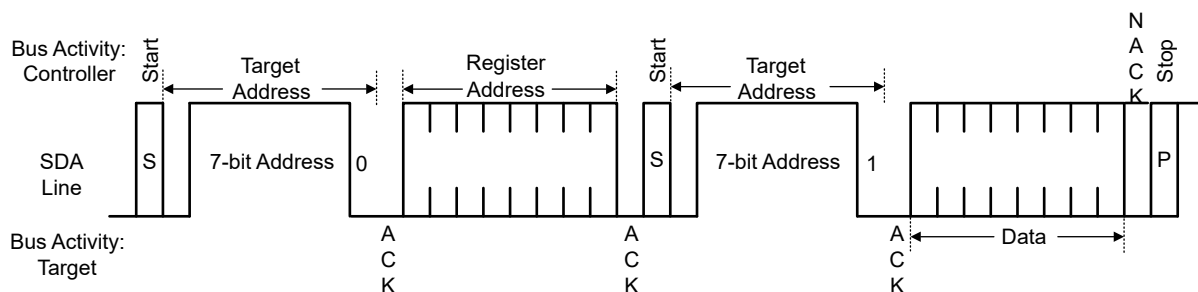 Bus Activity:
Controller
Start
Target
Address
Register
Address
Start
Target
Address
N
A
C
K
Stop
SDA
Line
S
7-bit Address
0
S
7-bit Address
1
P
Bus Activity:
Target
A
C
K
A
C
K
A
C
K
Data